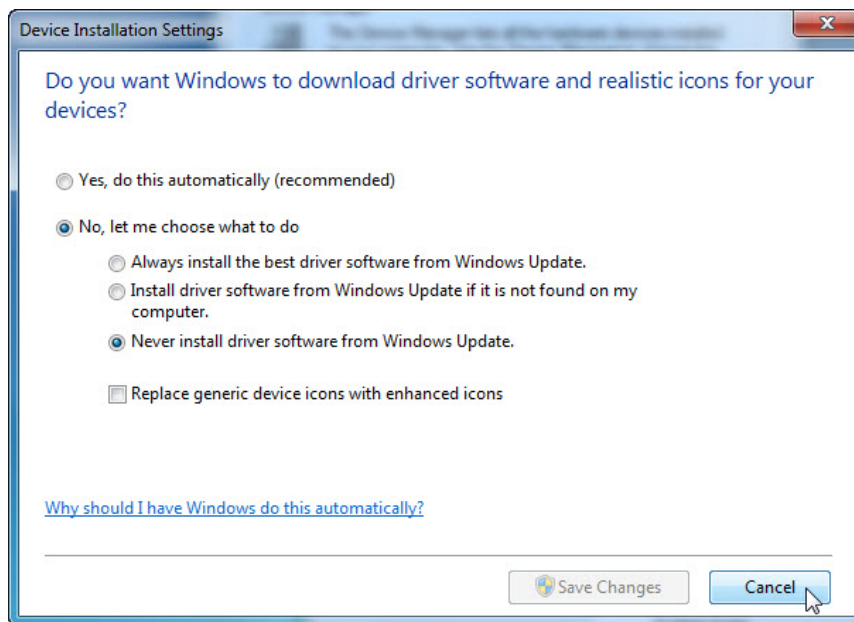 Device Installation Settings
Do you want Windows to download driver software and realistic icons for your
devices?
Yes, do this automatically (recommended)
No, let me choose what to do
Always install the best driver software from Windows Update.
Install driver software from Windows Update if it is not found on my
computer.
Never install driver software from Windows Update.
Replace generic device icons with enhanced icons
Why should I have Windows do this automatically?
Save Changes
Cancel